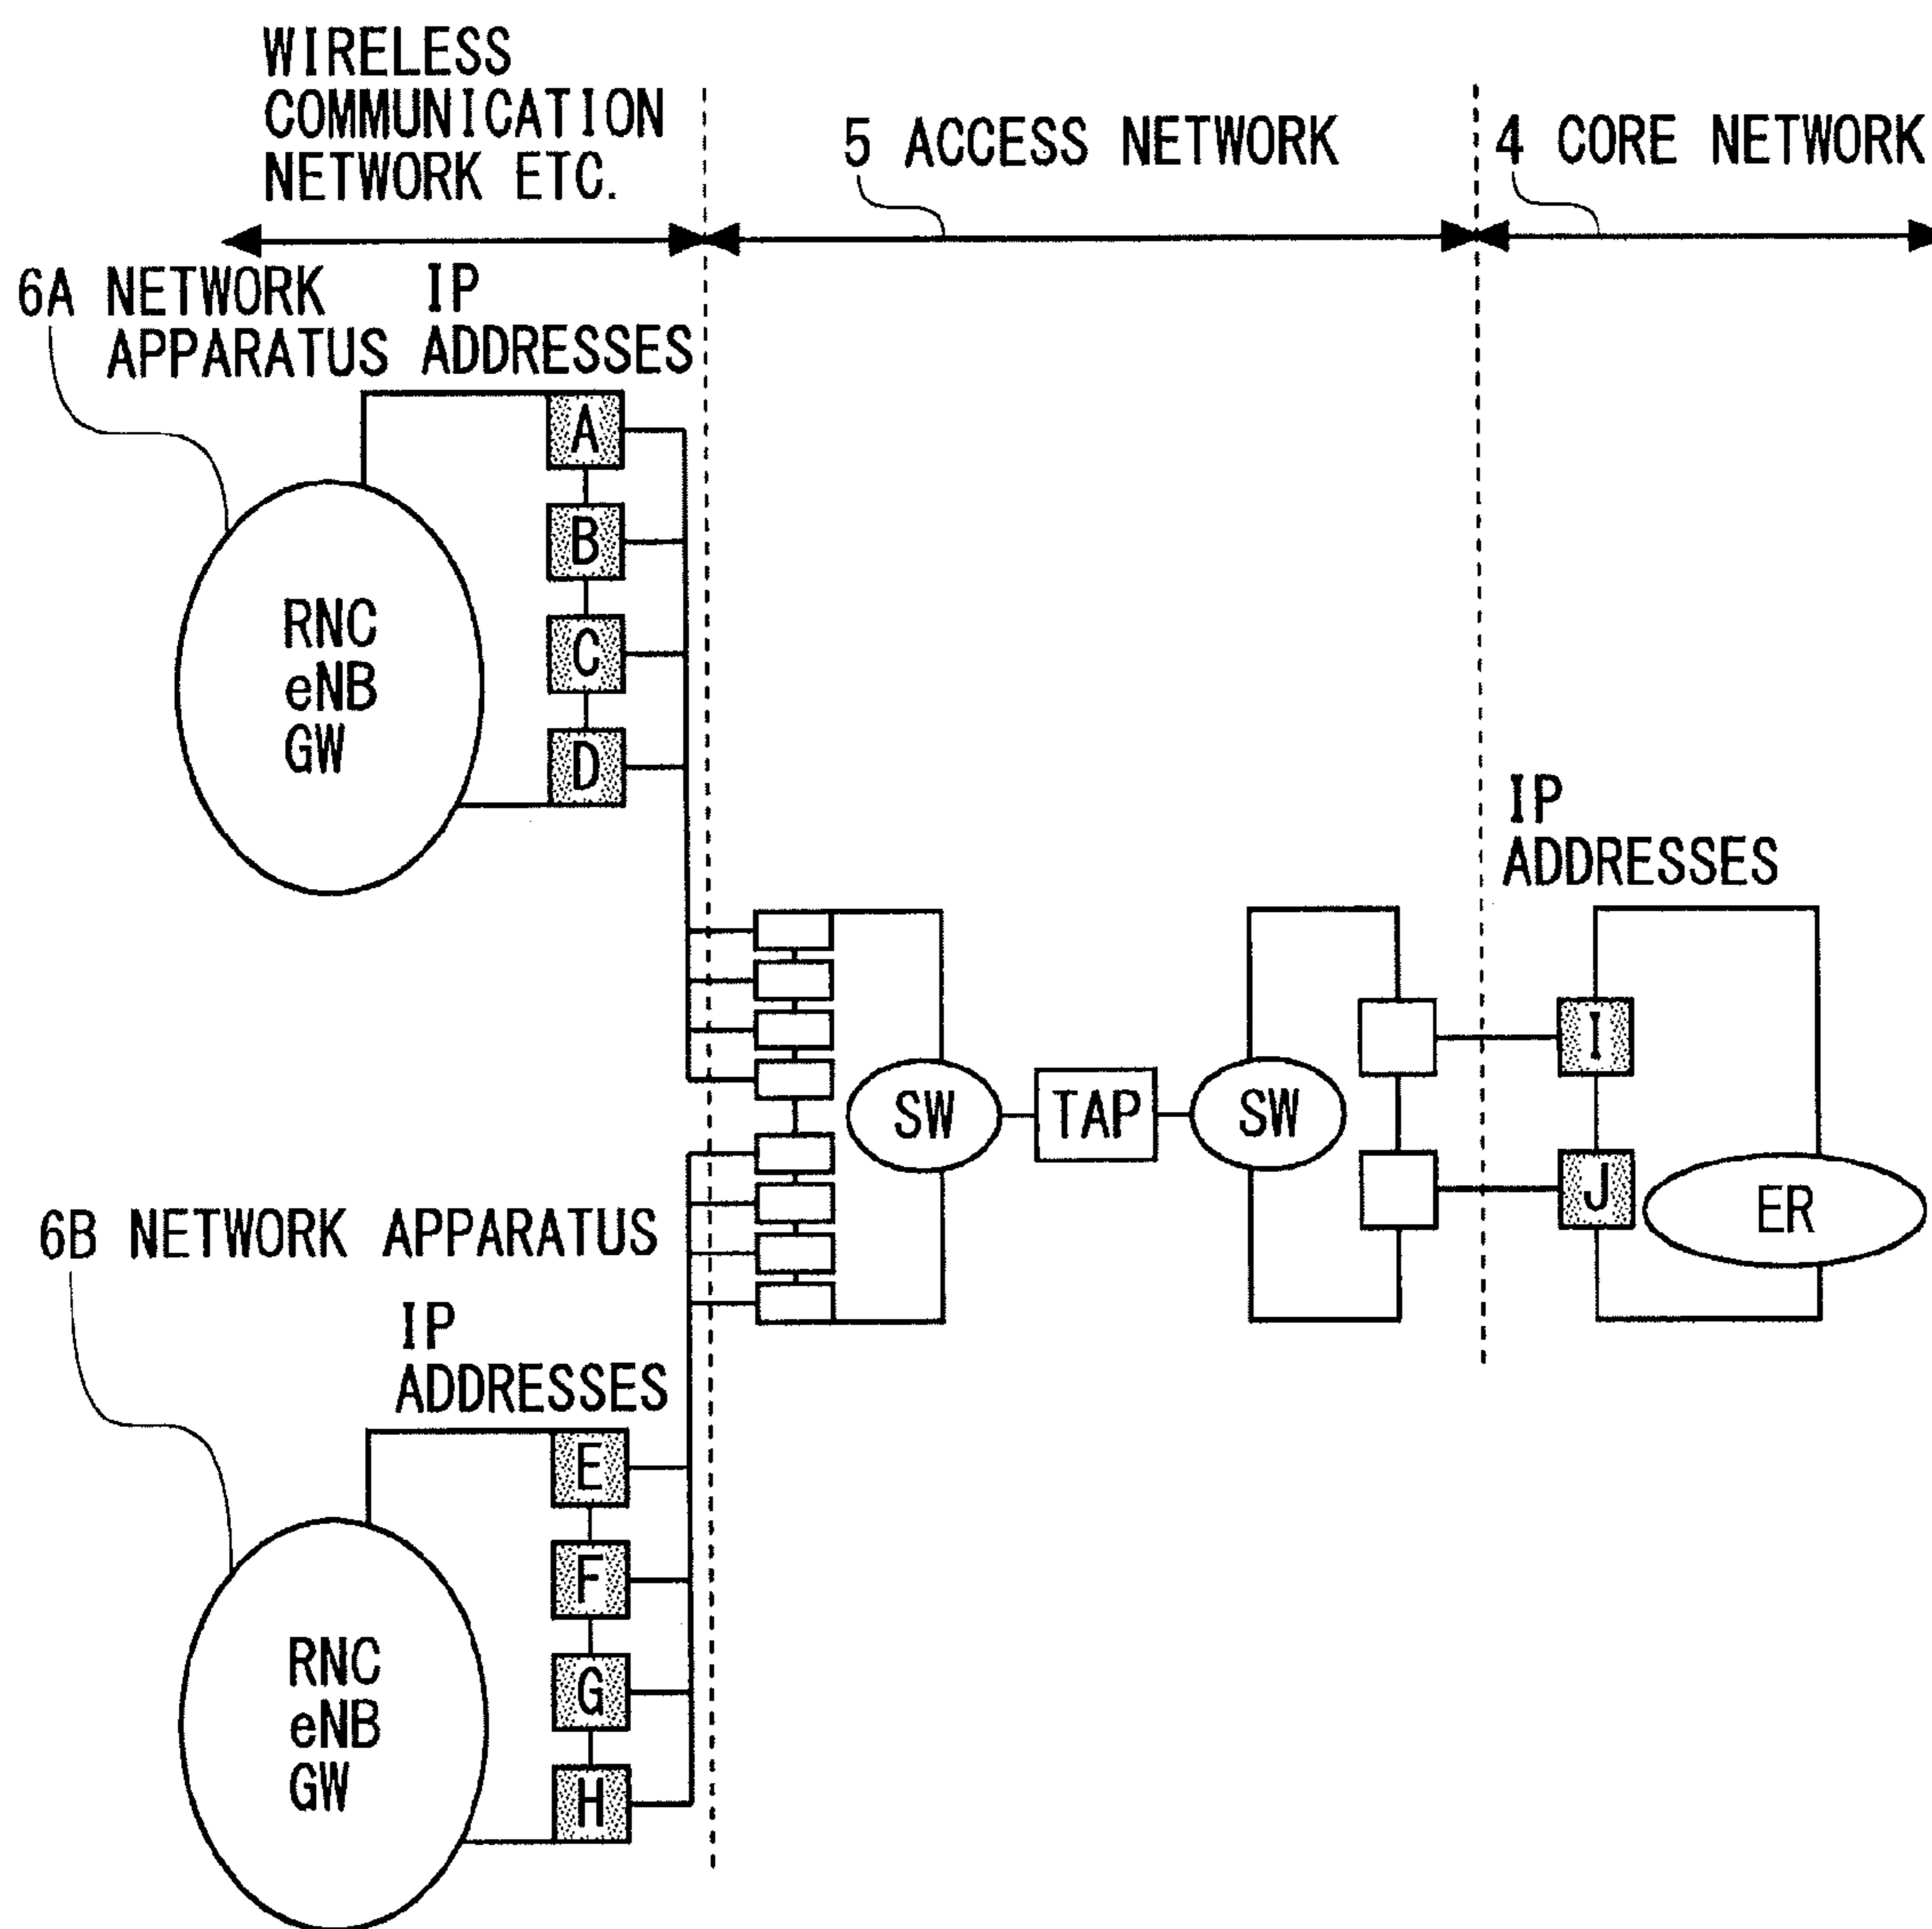 WIRELESS
COMMUNICATION
NETWORK ETC.
5 ACCESS NETWORK
4 CORE NETWORK
6A NETWORK
APPARATUS
IP
ADDRESSES
A
B
C
D
RNC
eNB
GW
IP
ADDRESSES
I
J
SW
TAP
SW
ER
6B NETWORK APPARATUS
IP
ADDRESSES
E
F
G
H
RNC
eNB
GW